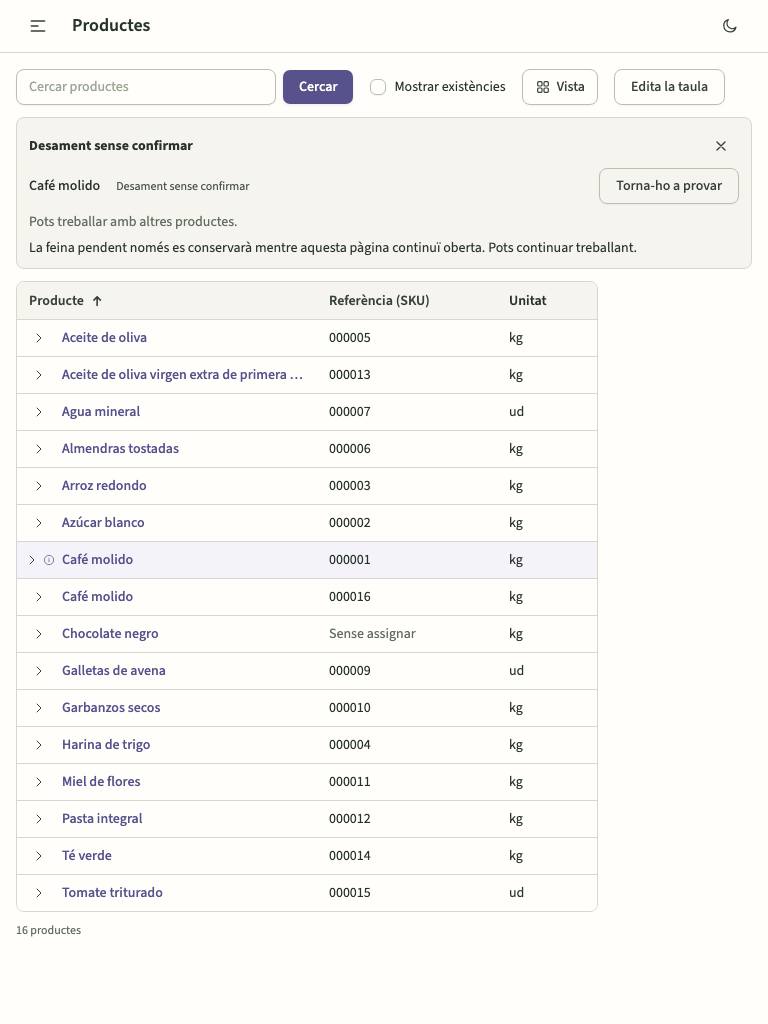 Productes
Cercar productes
Cercar
Mostrar existències
Vista
Edita la taula
Desament sense confirmar
Café molido Desament sense confirmar
Torna-ho a provar
Pots treballar amb altres productes.
La feina pendent només es conservarà mentre aquesta pàgina continuï oberta. Pots continuar treballant.
Producte Referència (SKU) Unitat
Aceite de oliva 000005 kg
Aceite de oliva virgen extra de primera … 000013 kg
Agua mineral 000007 ud
Almendras tostadas 000006 kg
Arroz redondo 000003 kg
Azúcar blanco 000002 kg
Café molido 000001 kg
Café molido 000016 kg
Chocolate negro Sense assignar kg
Galletas de avena 000009 ud
Garbanzos secos 000010 kg
Harina de trigo 000004 kg
Miel de flores 000011 kg
Pasta integral 000012 kg
Té verde 000014 kg
Tomate triturado 000015 ud
16 productes